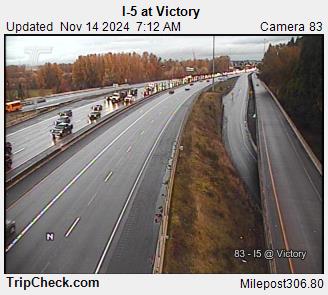 I-5 at Victory
Updated Nov 14 2024 7:12 AM Camera 83
N
83 - I5 @ Victory
TripCheck.com Milepost306.80